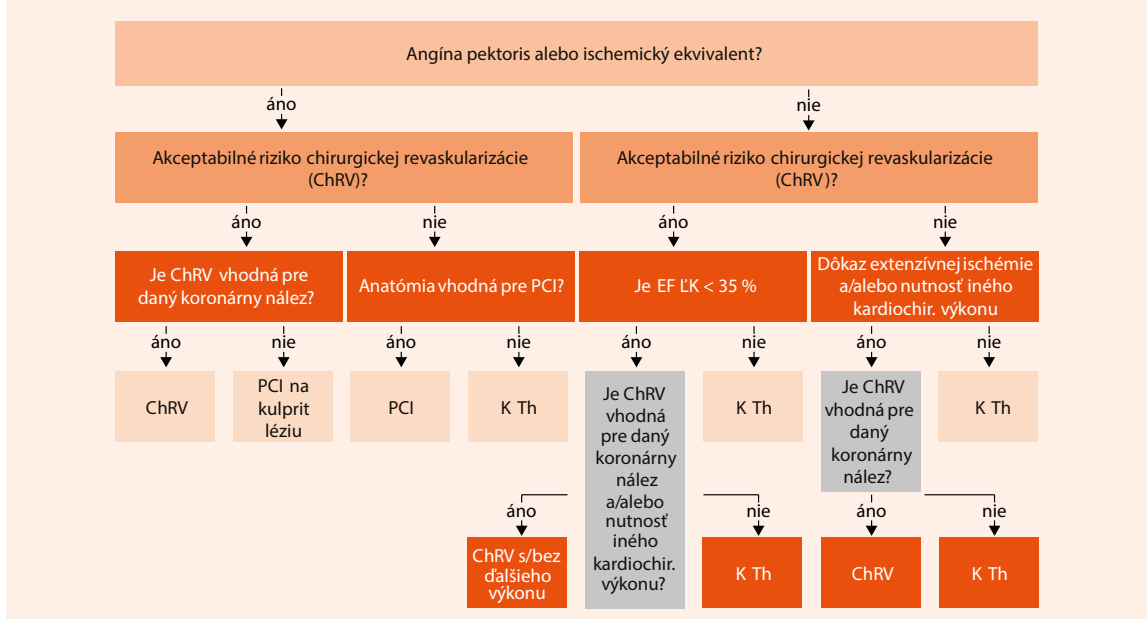 Angína pektoris alebo ischemický ekvivalent?
áno
nie
Akceptabilné riziko chirurgickej revaskularizácie
(ChRV)?
Akceptabilné riziko chirurgickej revaskularizácie
(ChRV)?
áno
nie
áno
nie
Je ChRV vhodná pre
daný koronárny nález?
Anatómia vhodná pre PCI?
Je EF ĽK < 35 %
Dôkaz extenzívnej ischémie
a/alebo nutnosť iného
kardiochir. výkonu
áno
nie
áno
nie
áno
nie
áno
nie
ChRV
PCI na
kulprit
léziu
PCI
K Th
Je ChRV
vhodná
pre daný
koronárny
nález
a/alebo
nutnosť
iného
kardiochir.
výkonu?
K Th
Je ChRV
vhodná pre
daný
koronárny
nález?
K Th
áno
nie
áno
nie
ChRV s/bez
ďalšieho
výkonu
K Th
ChRV
K Th